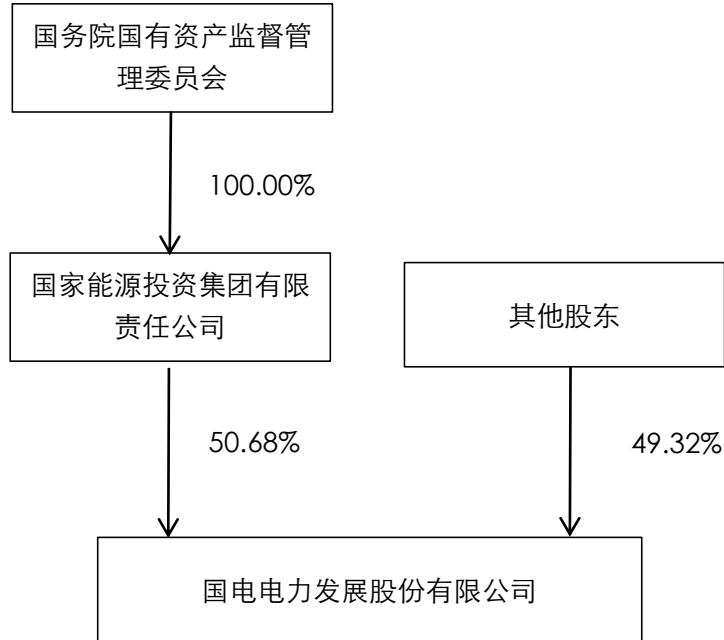 国务院国有资产监督管
理委员会
100.00%
国家能源投资集团有限
责任公司
其他股东
50.68%
49.32%
国电电力发展股份有限公司